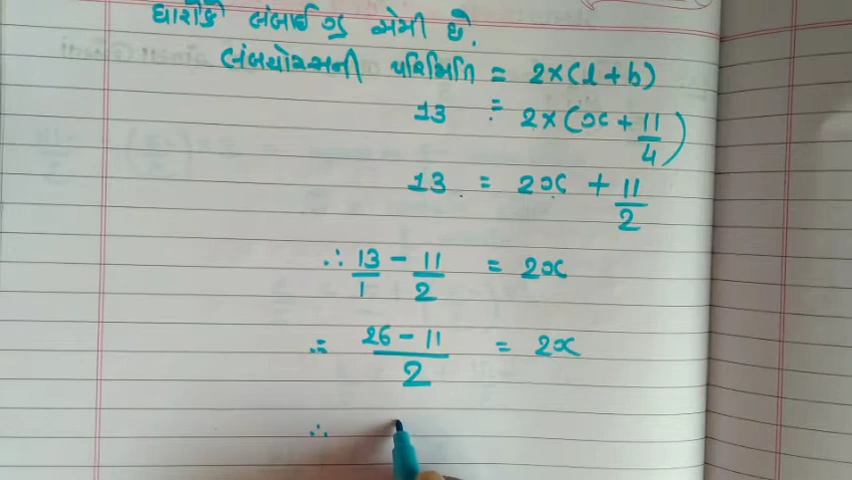 ધારોકે લંબાઈ x સેમી છે.
લંબચોરસની પરિમિતિ = 2×(l+b)
13 = 2×(x + 11/4)
13 = 2x + 11/2
∴ 13/1 - 11/2 = 2x
∴ 26-11/2 = 2x
∴